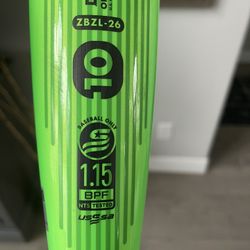 ZBZL-26
10
BASEBALL ONLY
S
1.15
BPF
NTS TESTED
USSSA